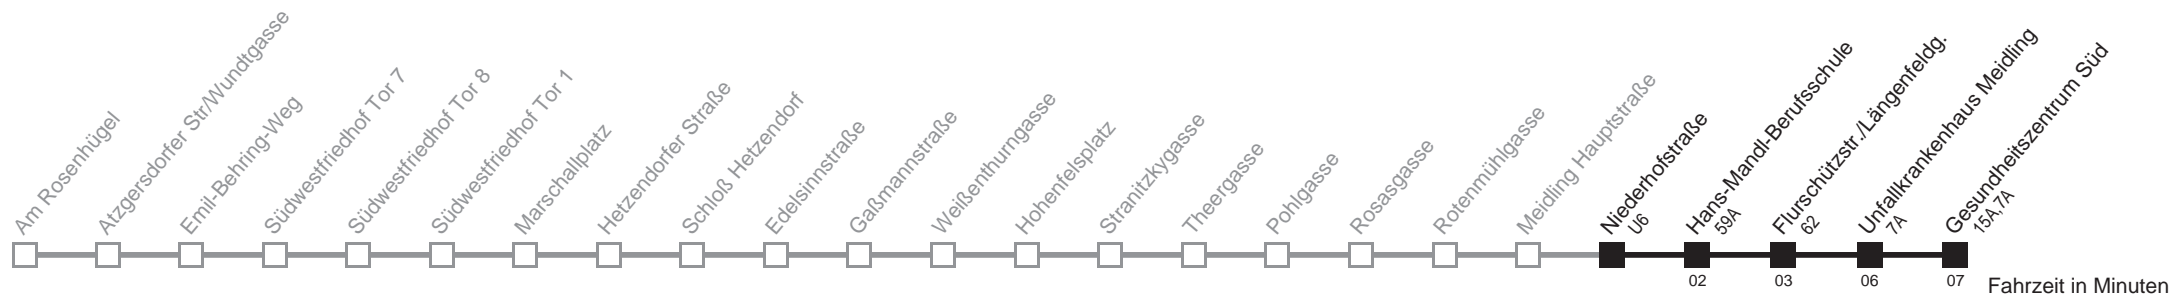 Am Rosenhügel
Atzgersdorfer Str/Wundtgasse
Emil-Behring-Weg
Südwestfriedhof Tor 7
Südwestfriedhof Tor 8
Südwestfriedhof Tor 1
Marschallplatz
Hetzendorfer Straße
Schloß Hetzendorf
Edelsinnstraße
Gaßmannstraße
Weißenthurngasse
Hohenfelsplatz
Stranitzkygasse
Theergasse
Pohlgasse
Rosasgasse
Rotenmühlgasse
Meidling Hauptstraße
Niederhofstraße
U6
Hans-Mandl-Berufsschule
59A
Flurschützstr./Längenfeldg.
62
Unfallkrankenhaus Meidling
7A
Gesundheitszentrum Süd
15A,7A
02
03
06
07
Fahrzeit in Minuten